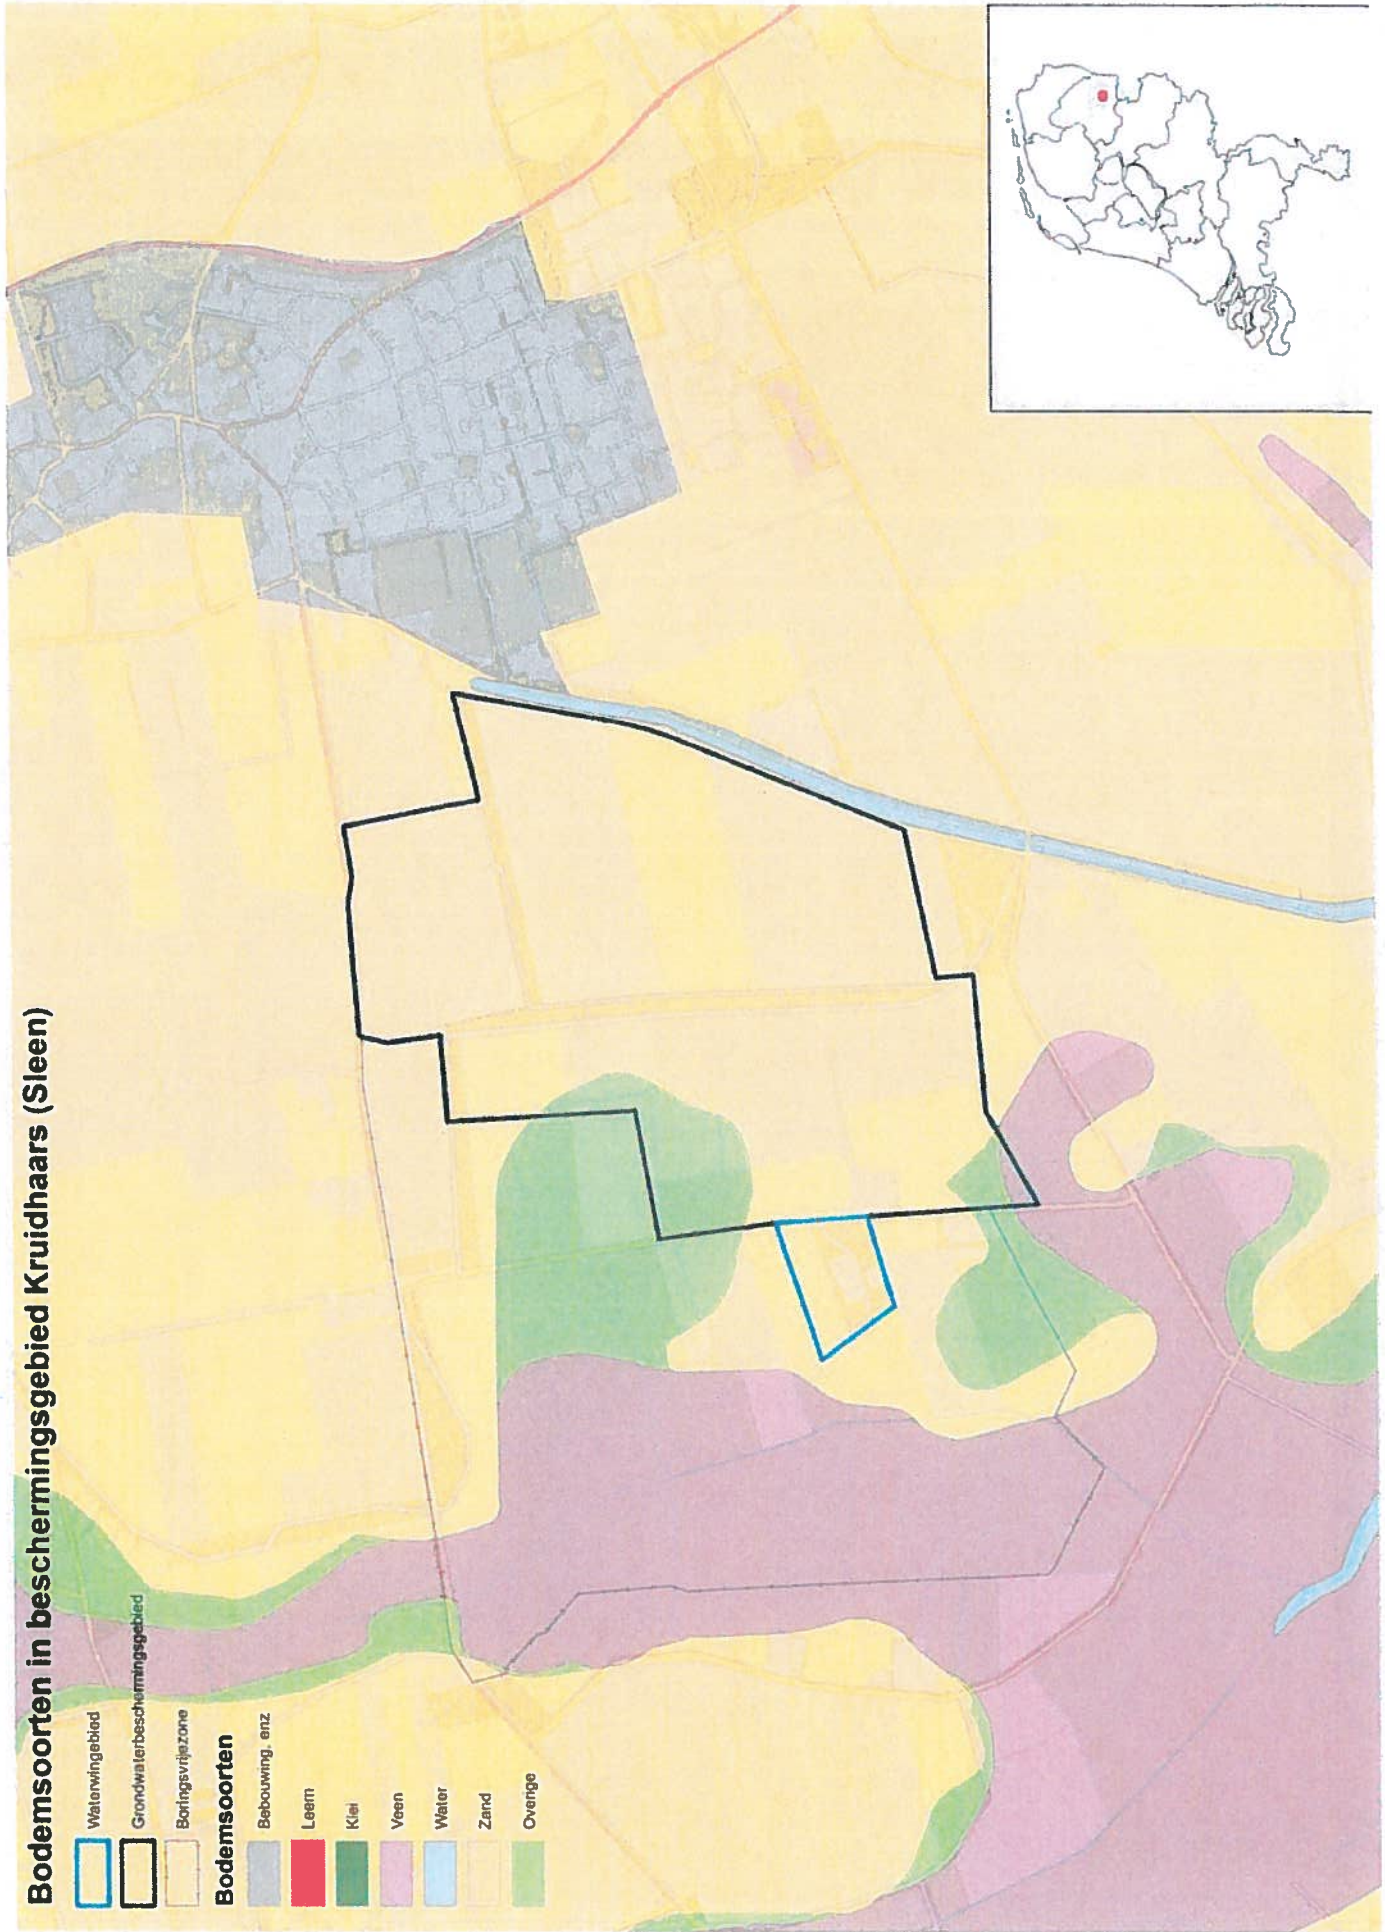 Bodemsoorten in beschermingsgebied Kruidhaars (Sleen)
Waterwingebied
Grondwaterbeschermingsgebied
Boringsvrijezone
Bodemsoorten
Bebouwing, enz
Leem
Klei
Veen
Water
Zand
Overige